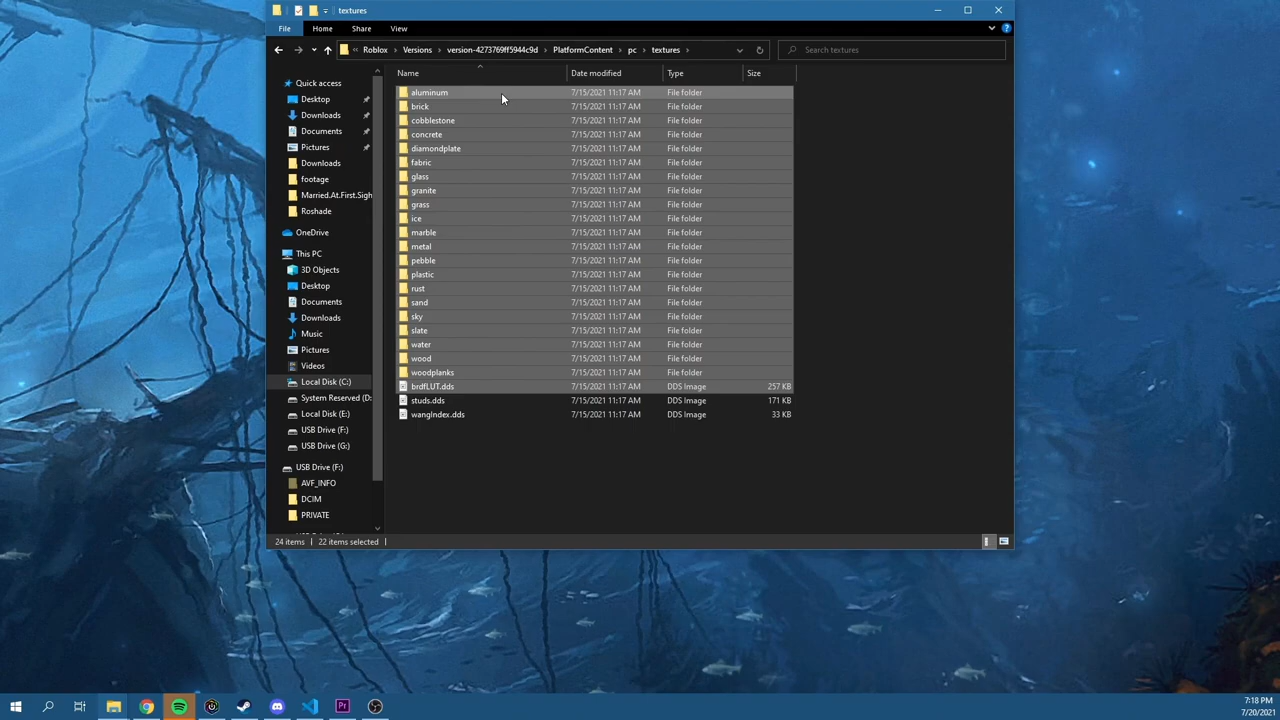 textures
File Home Share View
« Roblox › Versions › version-4273769ff5944c9d › PlatformContent › pc › textures ›
Search textures
Name Date modified Type Size
Quick access
Desktop
Downloads
Documents
Pictures
Downloads
footage
Married.At.First.Sigh
Roshade
OneDrive
This PC
3D Objects
Desktop
Documents
Downloads
Music
Pictures
Videos
Local Disk (C:)
System Reserved (D:
Local Disk (E:)
USB Drive (F:)
USB Drive (G:)
USB Drive (F:)
AVF_INFO
DCIM
PRIVATE
aluminum 7/15/2021 11:17 AM File folder
brick 7/15/2021 11:17 AM File folder
cobblestone 7/15/2021 11:17 AM File folder
concrete 7/15/2021 11:17 AM File folder
diamondplate 7/15/2021 11:17 AM File folder
fabric 7/15/2021 11:17 AM File folder
glass 7/15/2021 11:17 AM File folder
granite 7/15/2021 11:17 AM File folder
grass 7/15/2021 11:17 AM File folder
ice 7/15/2021 11:17 AM File folder
marble 7/15/2021 11:17 AM File folder
metal 7/15/2021 11:17 AM File folder
pebble 7/15/2021 11:17 AM File folder
plastic 7/15/2021 11:17 AM File folder
rust 7/15/2021 11:17 AM File folder
sand 7/15/2021 11:17 AM File folder
sky 7/15/2021 11:17 AM File folder
slate 7/15/2021 11:17 AM File folder
water 7/15/2021 11:17 AM File folder
wood 7/15/2021 11:17 AM File folder
woodplanks 7/15/2021 11:17 AM File folder
brdfLUT.dds 7/15/2021 11:17 AM DDS Image 257 KB
studs.dds 7/15/2021 11:17 AM DDS Image 171 KB
wangIndex.dds 7/15/2021 11:17 AM DDS Image 33 KB
24 items 22 items selected
Pr
7:18 PM
7/20/2021